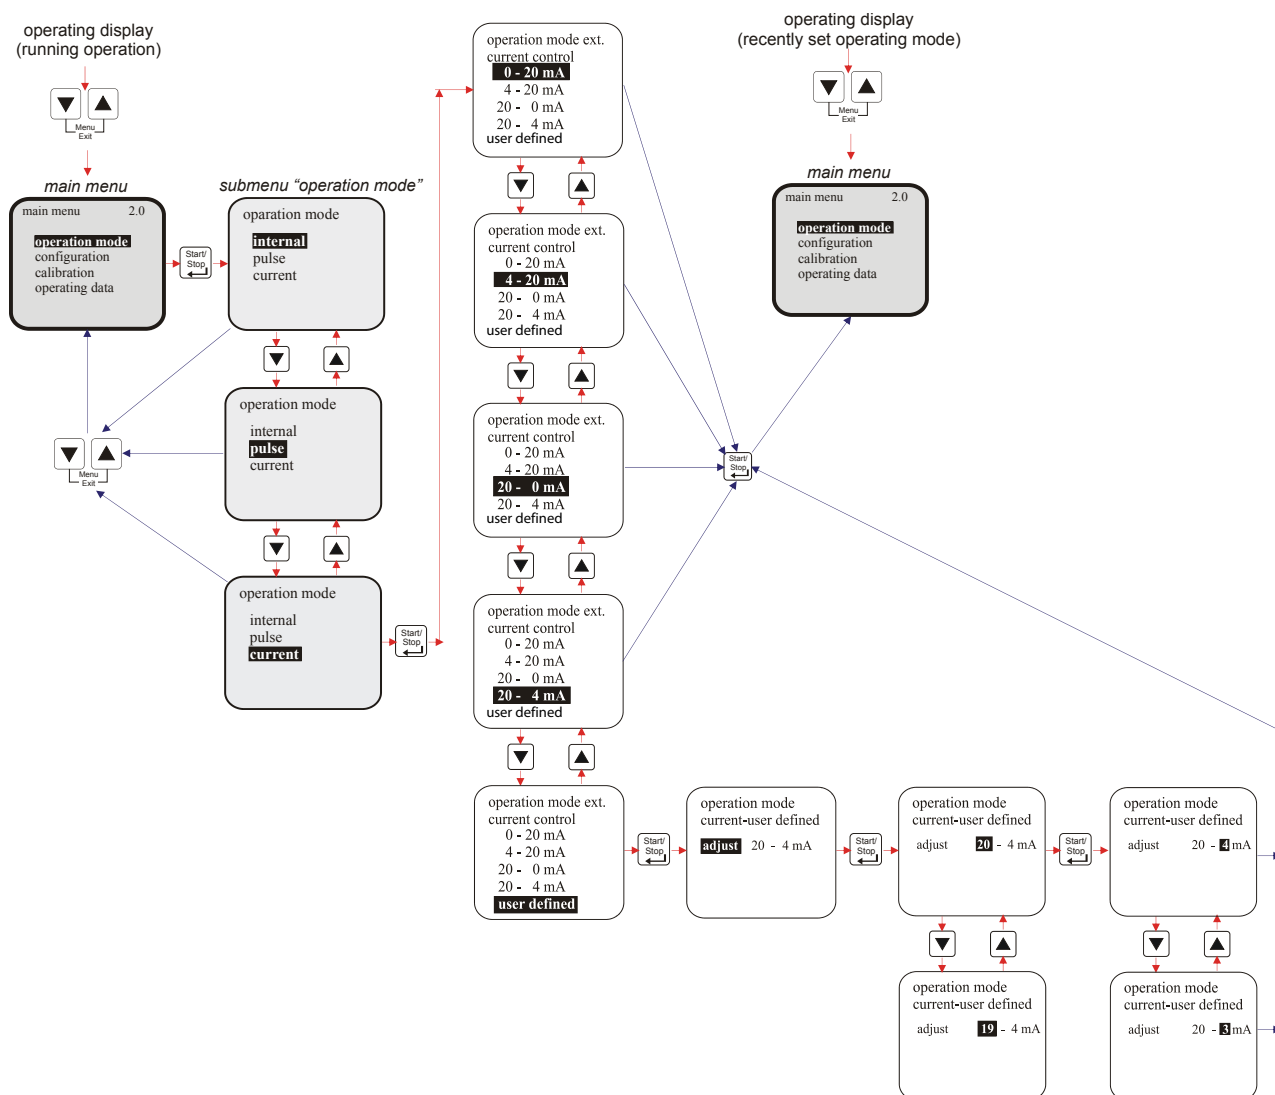 operating display
(running operation)
Menu
Exit
main menu
main menu 2.0
operation mode
configuration
calibration
operating data
Start/
Stop
submenu "operation mode"
oparation mode
internal
pulse
current
operation mode
internal
pulse
current
Menu
Exit
operation mode
internal
pulse
current
Start/
Stop
operation mode ext.
current control
0 - 20 mA
4 - 20 mA
20 - 0 mA
20 - 4 mA
user defined
operation mode ext.
current control
0 - 20 mA
4 - 20 mA
20 - 0 mA
20 - 4 mA
user defined
operation mode ext.
current control
0 - 20 mA
4 - 20 mA
20 - 0 mA
20 - 4 mA
user defined
operation mode ext.
current control
0 - 20 mA
4 - 20 mA
20 - 0 mA
20 - 4 mA
user defined
operation mode ext.
current control
0 - 20 mA
4 - 20 mA
20 - 0 mA
20 - 4 mA
user defined
operating display
(recently set operating mode)
Menu
Exit
main menu
main menu 2.0
operation mode
configuration
calibration
operating data
Start/
Stop
Start/
Stop
operation mode
current-user defined
adjust 20 - 4 mA
Start/
Stop
operation mode
current-user defined
adjust 20 - 4 mA
Start/
Stop
operation mode
current-user defined
adjust 20 - 4 mA
operation mode
current-user defined
adjust 19 - 4 mA
operation mode
current-user defined
adjust 20 - 3 mA